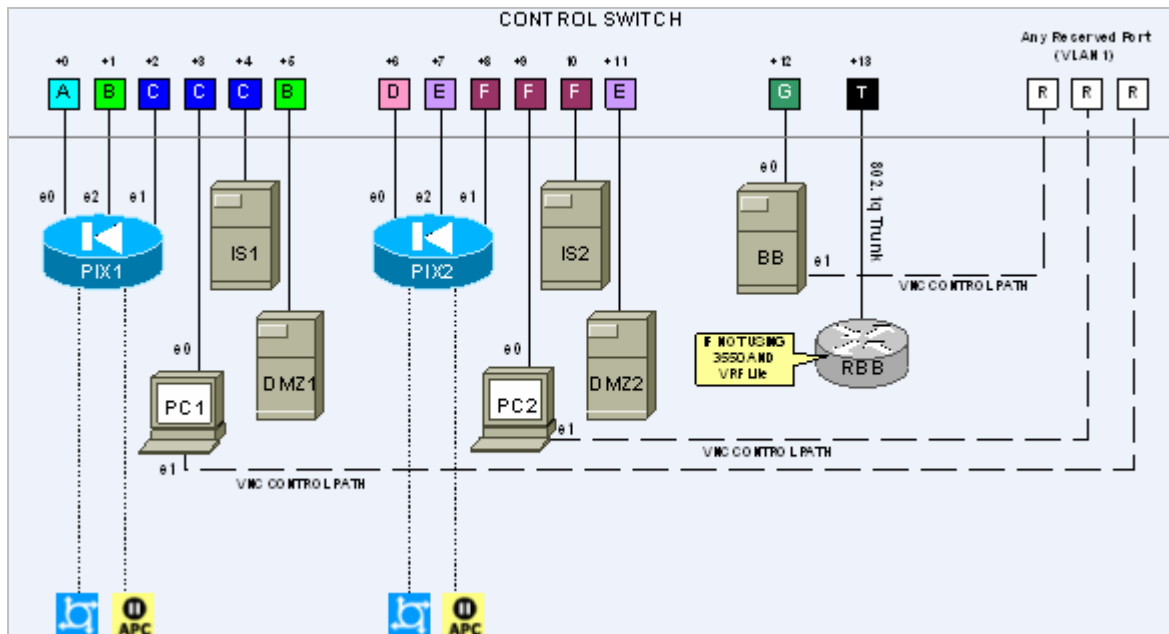 CONTROL SWITCH
Any Reserved Port
(VLAN 1)
+0 +1 +2 +3 +4 +5 +6 +7 +8 +9 10 +11 +12 +13
A B C C C B D E F F F E G T R R R
e0 e2 e1 e0 e2 e1 e0
802.1q Trunk
IS1 IS2 BB e1
PIX1 PIX2
VNC CONTROL PATH
IF NOT USING
3550 AND
VRF Lite
RBB
e0 e0
DMZ1 DMZ2
PC1 PC2
e1
VNC CONTROL PATH
e1
VNC CONTROL PATH
APC APC